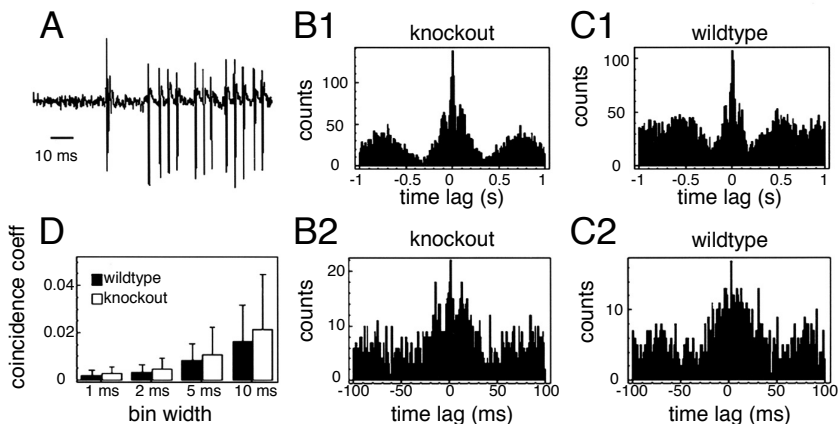 A
10 ms
B1
knockout
counts
100
50
0
-1 -0.5 0 0.5 1
time lag (s)
C1
wildtype
counts
100
50
0
-1 -0.5 0 0.5 1
time lag (s)
D
coincidence coeff
0.04
0.02
0
wildtype
knockout
1 ms 2 ms 5 ms 10 ms
bin width
B2
knockout
counts
20
10
0
-100 -50 0 50 100
time lag (ms)
C2
wildtype
counts
10
0
-100 -50 0 50 100
time lag (ms)